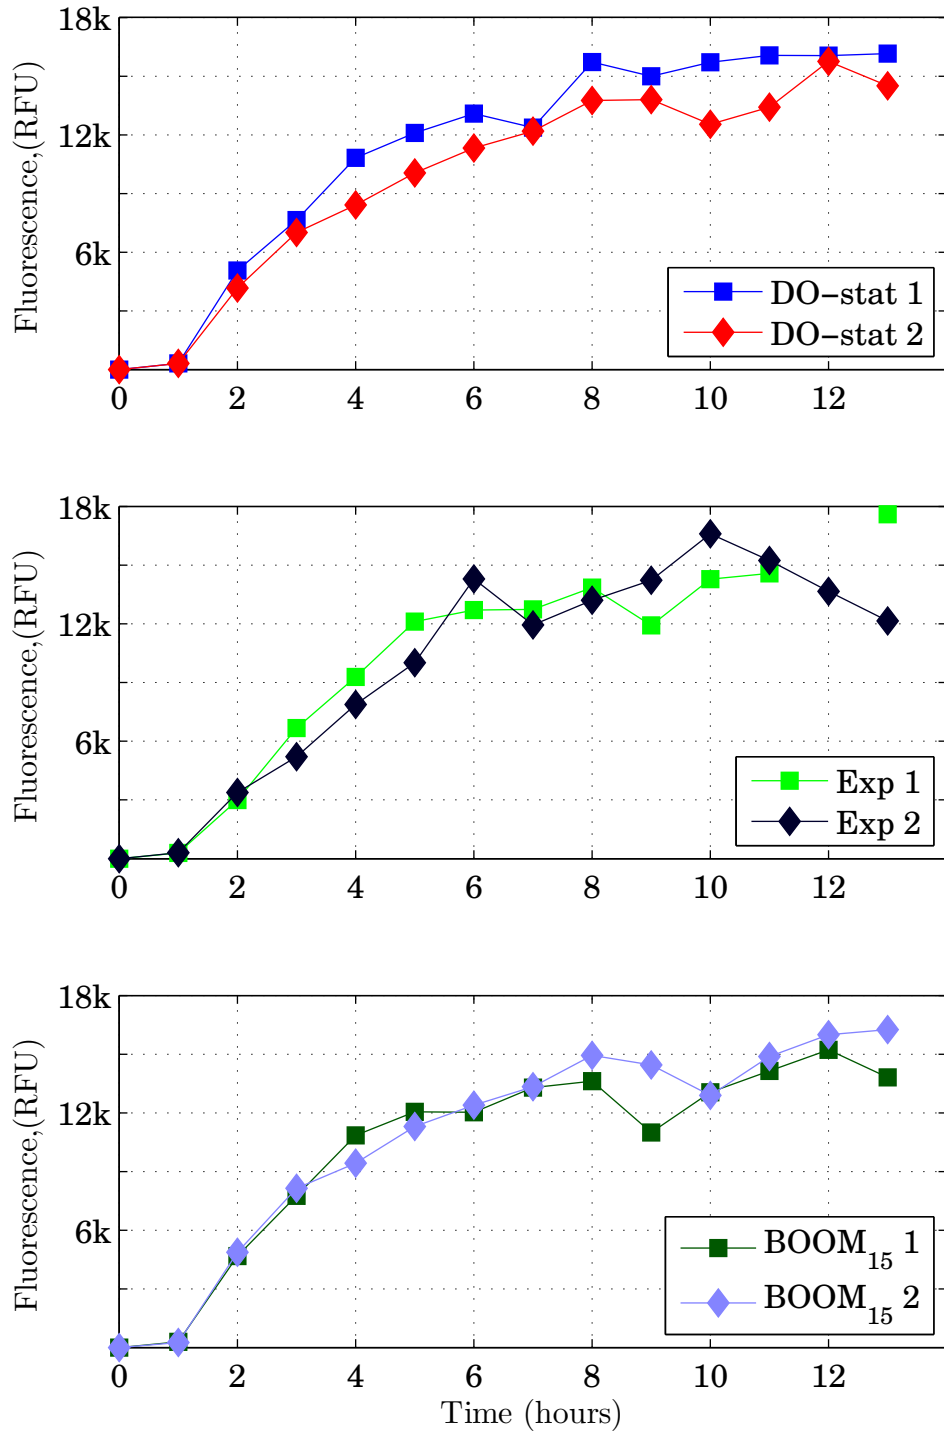 18k
12k
6k
Fluorescence,(RFU)
DO-stat 1
DO-stat 2
0 2 4 6 8 10 12
18k
12k
6k
Fluorescence,(RFU)
Exp 1
Exp 2
0 2 4 6 8 10 12
18k
12k
6k
Fluorescence,(RFU)
BOOM15 1
BOOM15 2
0 2 4 6 8 10 12
Time (hours)